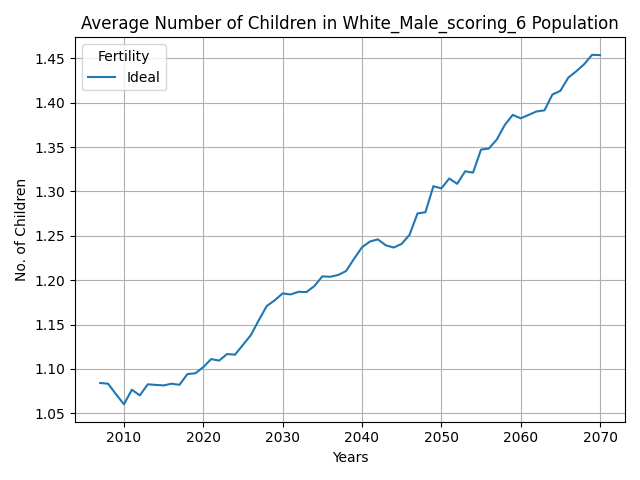 Average Number of Children in White_Male_scoring_6 Population
Fertility
Ideal
No. of Children
1.45
1.40
1.35
1.30
1.25
1.20
1.15
1.10
1.05
2010 2020 2030 2040 2050 2060 2070
Years